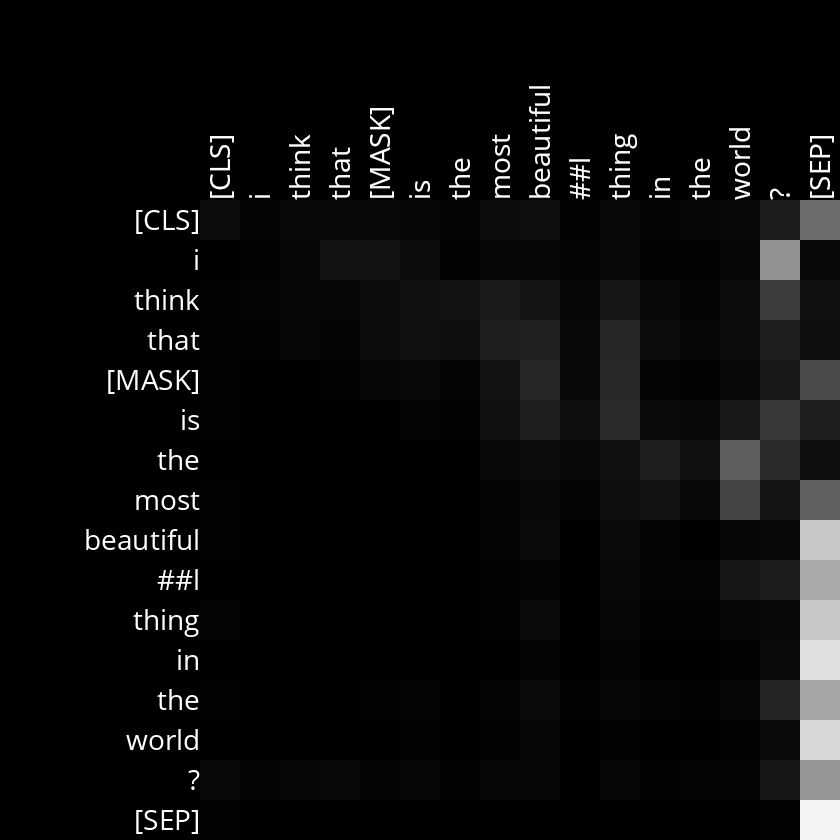 [CLS] i think that [MASK] is the most beautiful ##l thing in the world ? [SEP]
[CLS]
i
think
that
[MASK]
is
the
most
beautiful
##l
thing
in
the
world
?
[SEP]